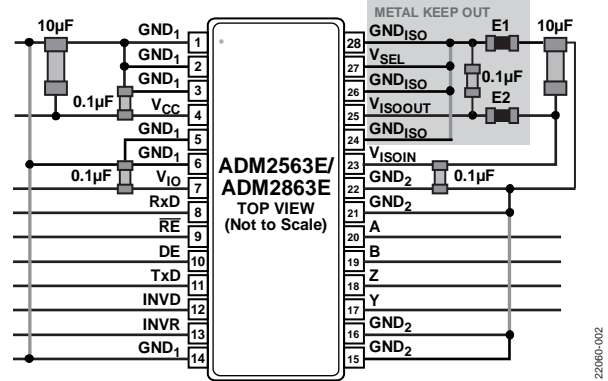 METAL KEEP OUT
10µF
GND1
1
28
GNDISO
E1
10µF
GND1
2
27
VSEL
GND1
3
26
GNDISO
0.1µF
0.1µF
VCC
4
25
VISOOUT
E2
GND1
5
24
GNDISO
GND1
6
23
VISOIN
0.1µF
VIO
7
22
GND2
0.1µF
RxD
8
21
GND2
RE
9
20
A
DE
10
19
B
TxD
11
18
Z
INVD
12
17
Y
INVR
13
16
GND2
GND1
14
15
GND2
ADM2563E/
ADM2863E
TOP VIEW
(Not to Scale)
22060-002